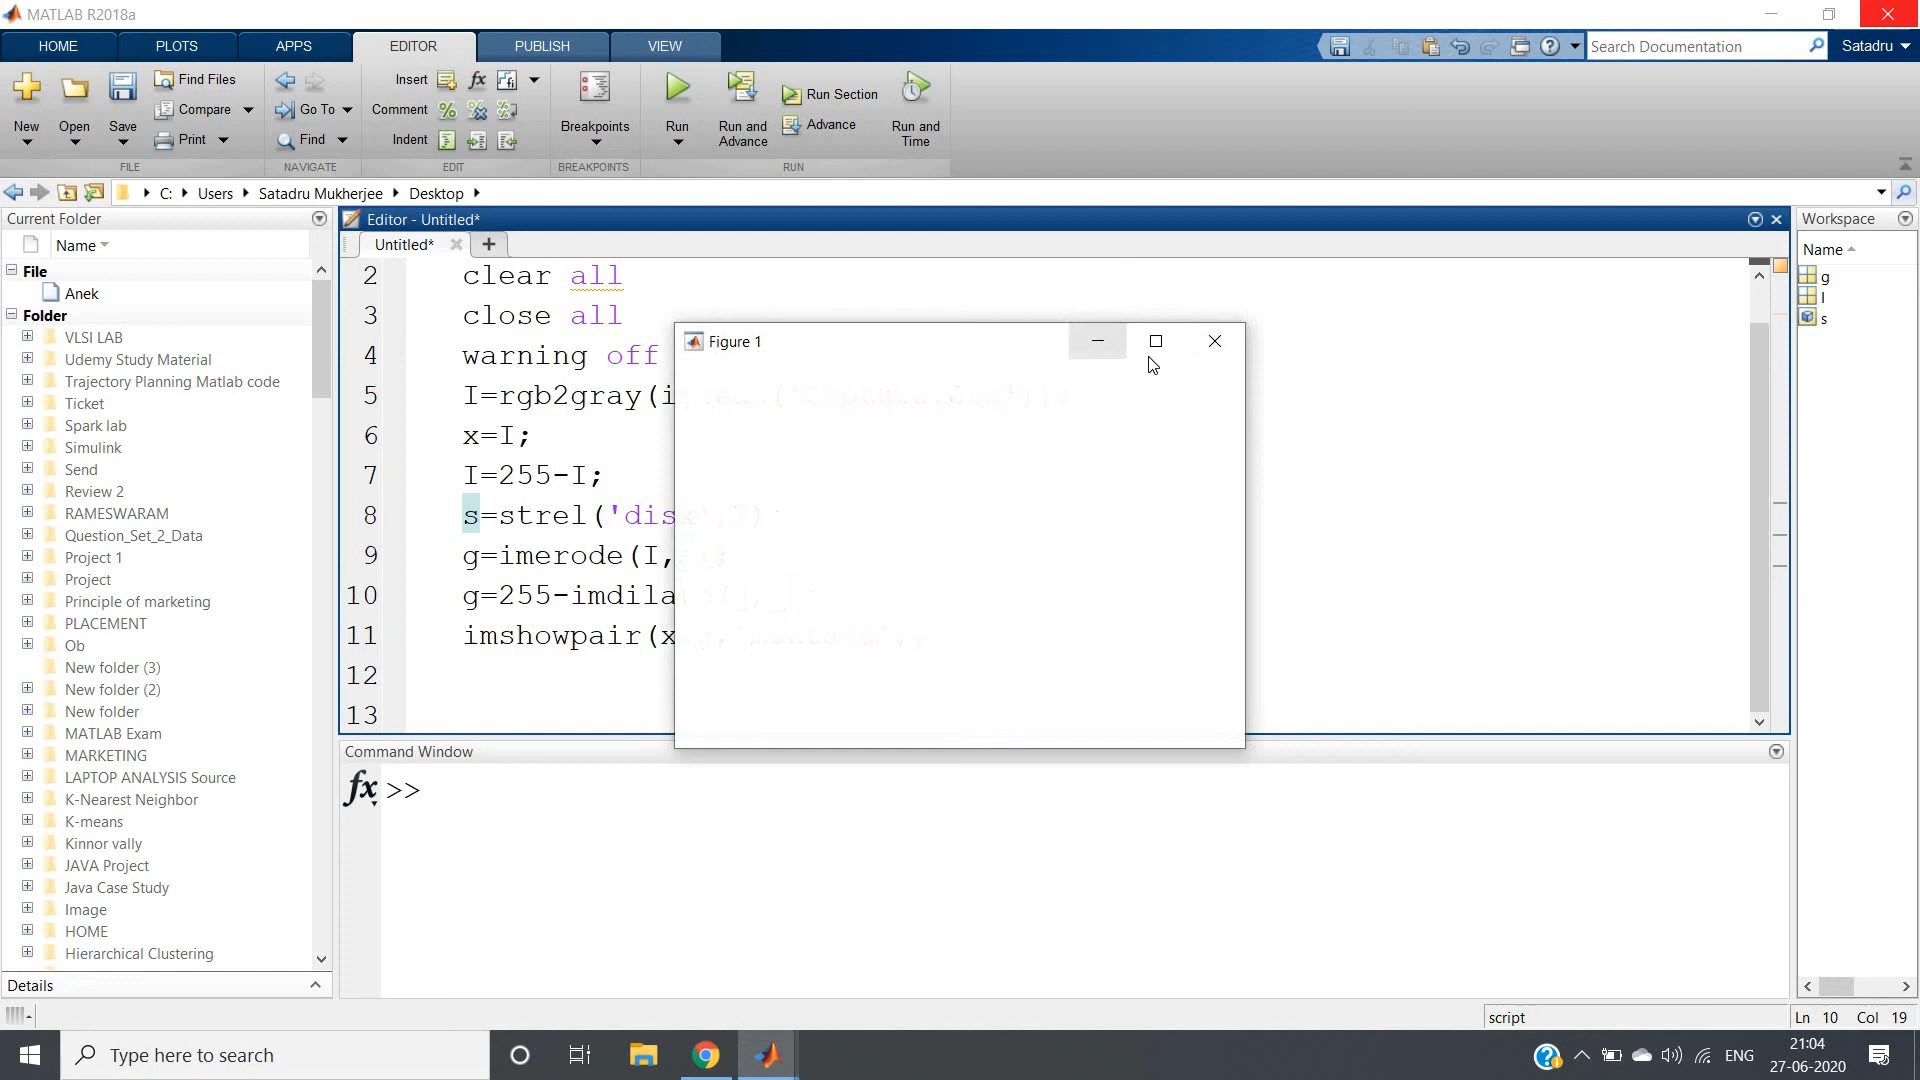 MATLAB R2018a
HOME PLOTS APPS EDITOR PUBLISH VIEW
Search Documentation
Satadru
New
Open
Save
Find Files
Compare
Print
FILE
Go To
Find
NAVIGATE
Insert
Comment
Indent
EDIT
Breakpoints
BREAKPOINTS
Run
Run and Advance
Run Section
Advance
Run and Time
RUN
C: Users Satadru Mukherjee Desktop
Current Folder
Name
File
Anek
Folder
VLSI LAB
Udemy Study Material
Trajectory Planning Matlab code
Ticket
Spark lab
Simulink
Send
Review 2
RAMESWARAM
Question_Set_2_Data
Project 1
Project
Principle of marketing
PLACEMENT
Ob
New folder (3)
New folder (2)
New folder
MATLAB Exam
MARKETING
LAPTOP ANALYSIS Source
K-Nearest Neighbor
K-means
Kinnor vally
JAVA Project
Java Case Study
Image
HOME
Hierarchical Clustering
Details
Editor - Untitled*
Untitled*
2 clear all
3 close all
4 warning off
5 I=rgb2gray(
6 x=I;
7 I=255-I;
8 s=strel('disk'
9 g=imerode(I,
10 g=255-imdilate(g,
11 imshowpair(x
12
13
Figure 1
Command Window
fx >>
Workspace
Name
g
I
s
script
Ln 10 Col 19
Type here to search
ENG
21:04
27-06-2020